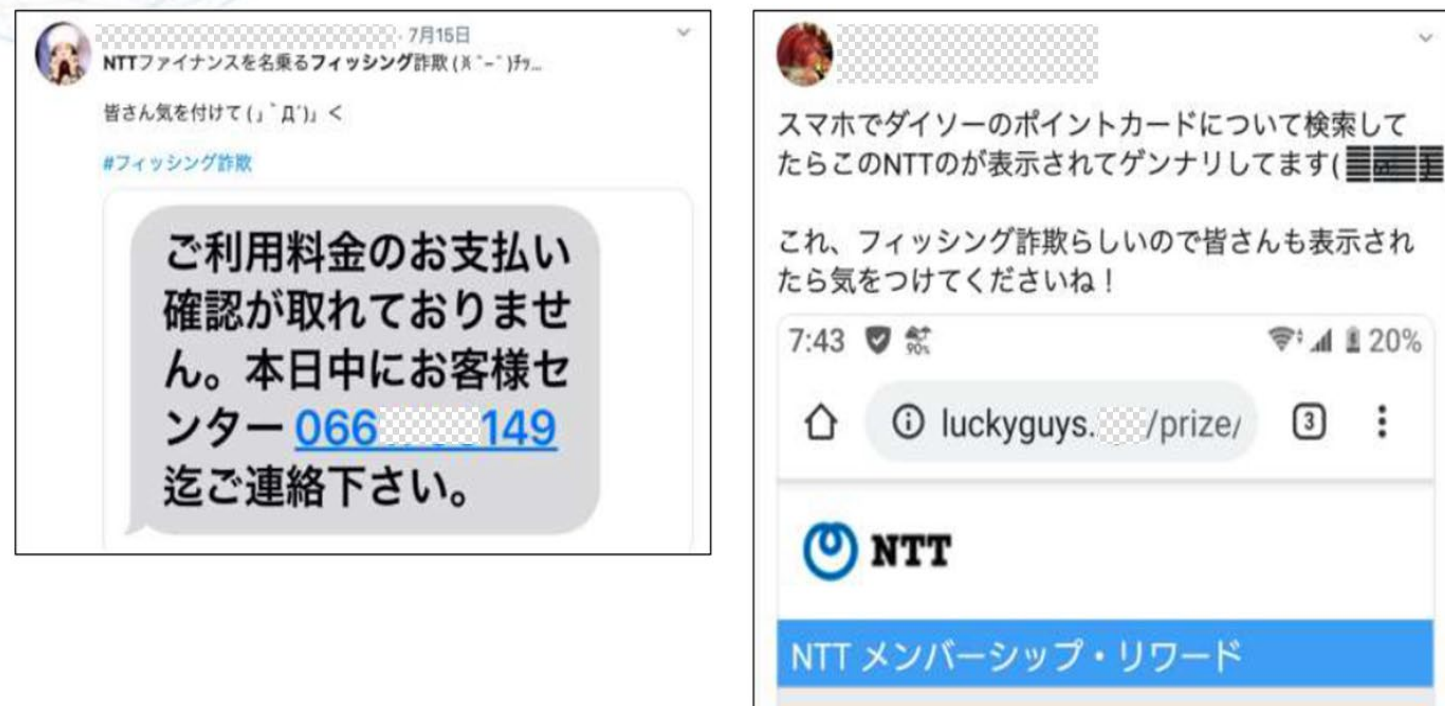 7月15日
NTTファイナンスを名乗るフィッシング詐欺 (ꐦ°᷄−°᷅)ﾁｯ…
皆さん気を付けて (」`Д´)」<
#フィッシング詐欺
ご利用料金のお支払い
確認が取れておりませ
ん。本日中にお客様セ
ンター 066 149
迄ご連絡下さい。
スマホでダイソーのポイントカードについて検索して
たらこのNTTのが表示されてゲンナリしてます(
これ、フィッシング詐欺らしいので皆さんも表示され
たら気をつけてくださいね！
7:43 90% 20%
luckyguys. /prize/ 3
NTT
NTT メンバーシップ・リワード